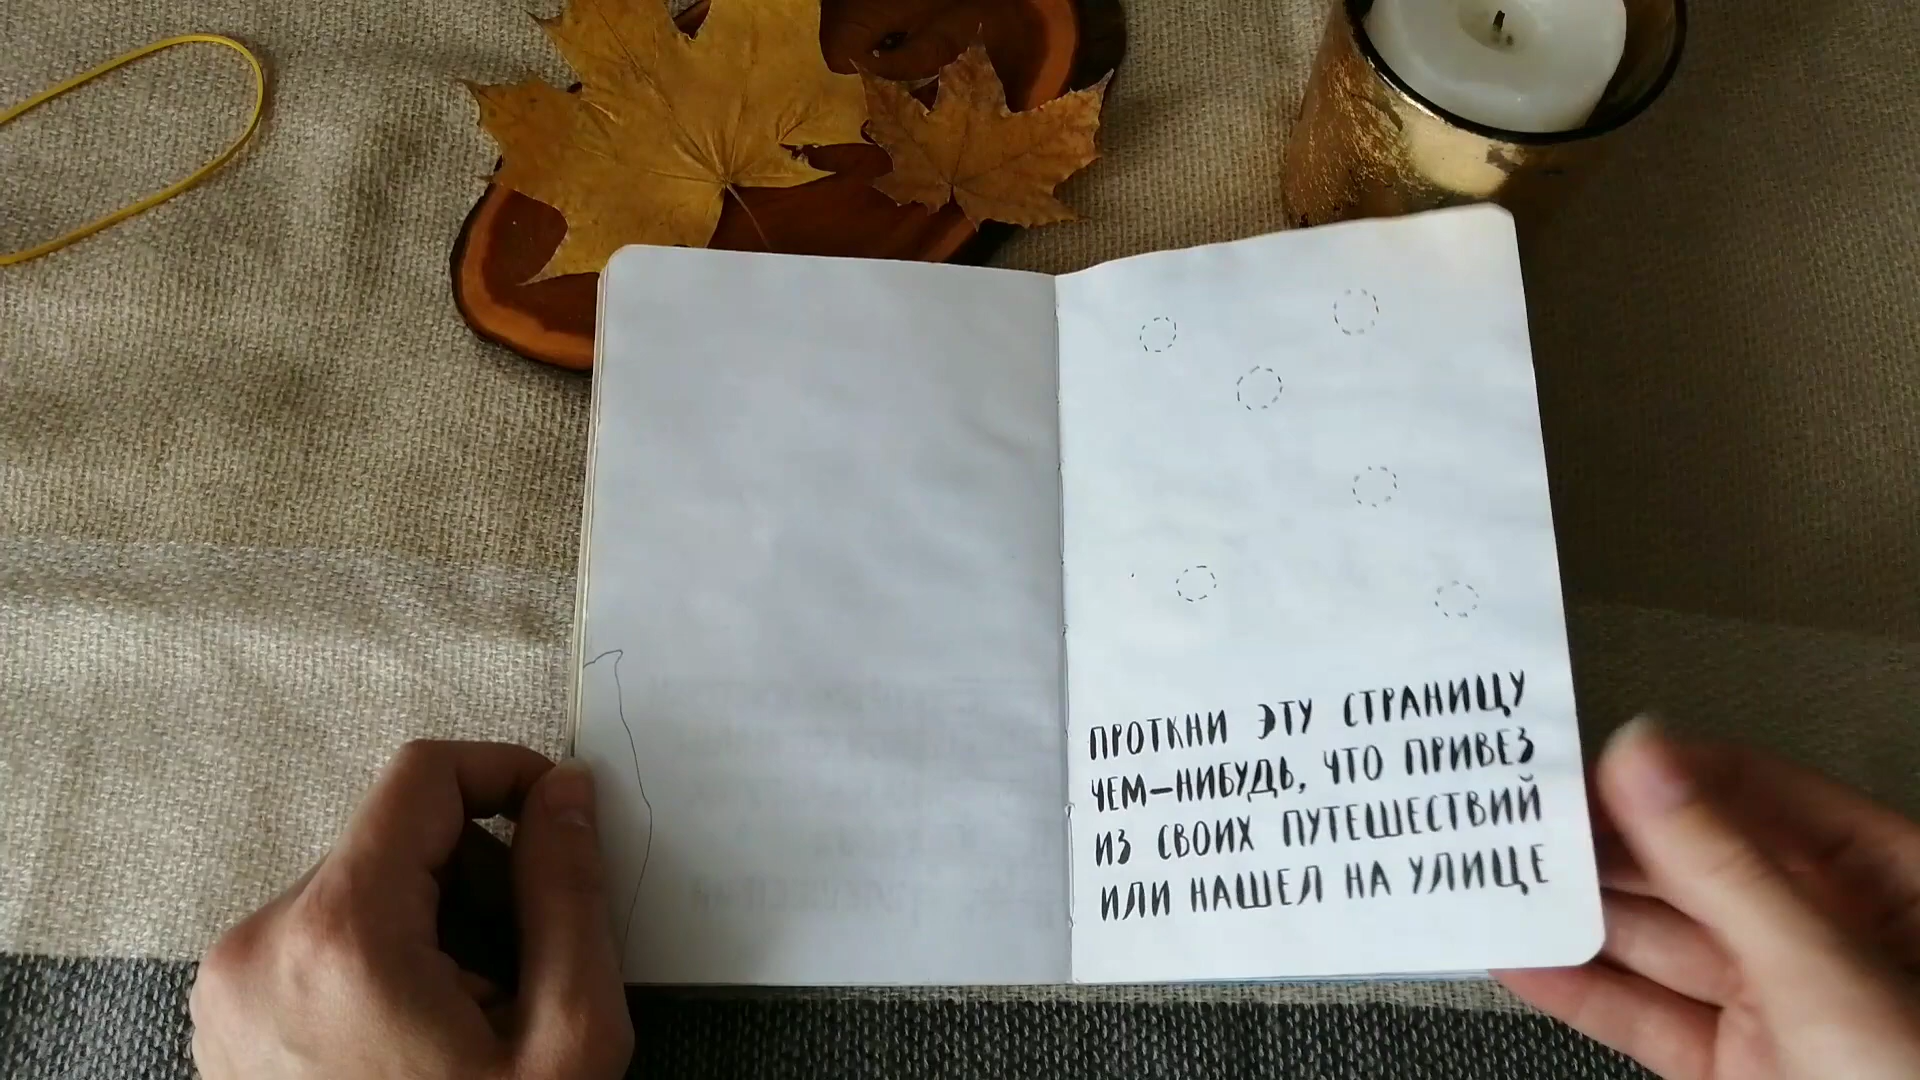 ПРОТКНИ ЭТУ СТРАНИЦУ
ЧЕМ-НИБУДЬ, ЧТО ПРИВЕЗ
ИЗ СВОИХ ПУТЕШЕСТВИЙ
ИЛИ НАШЕЛ НА УЛИЦЕ